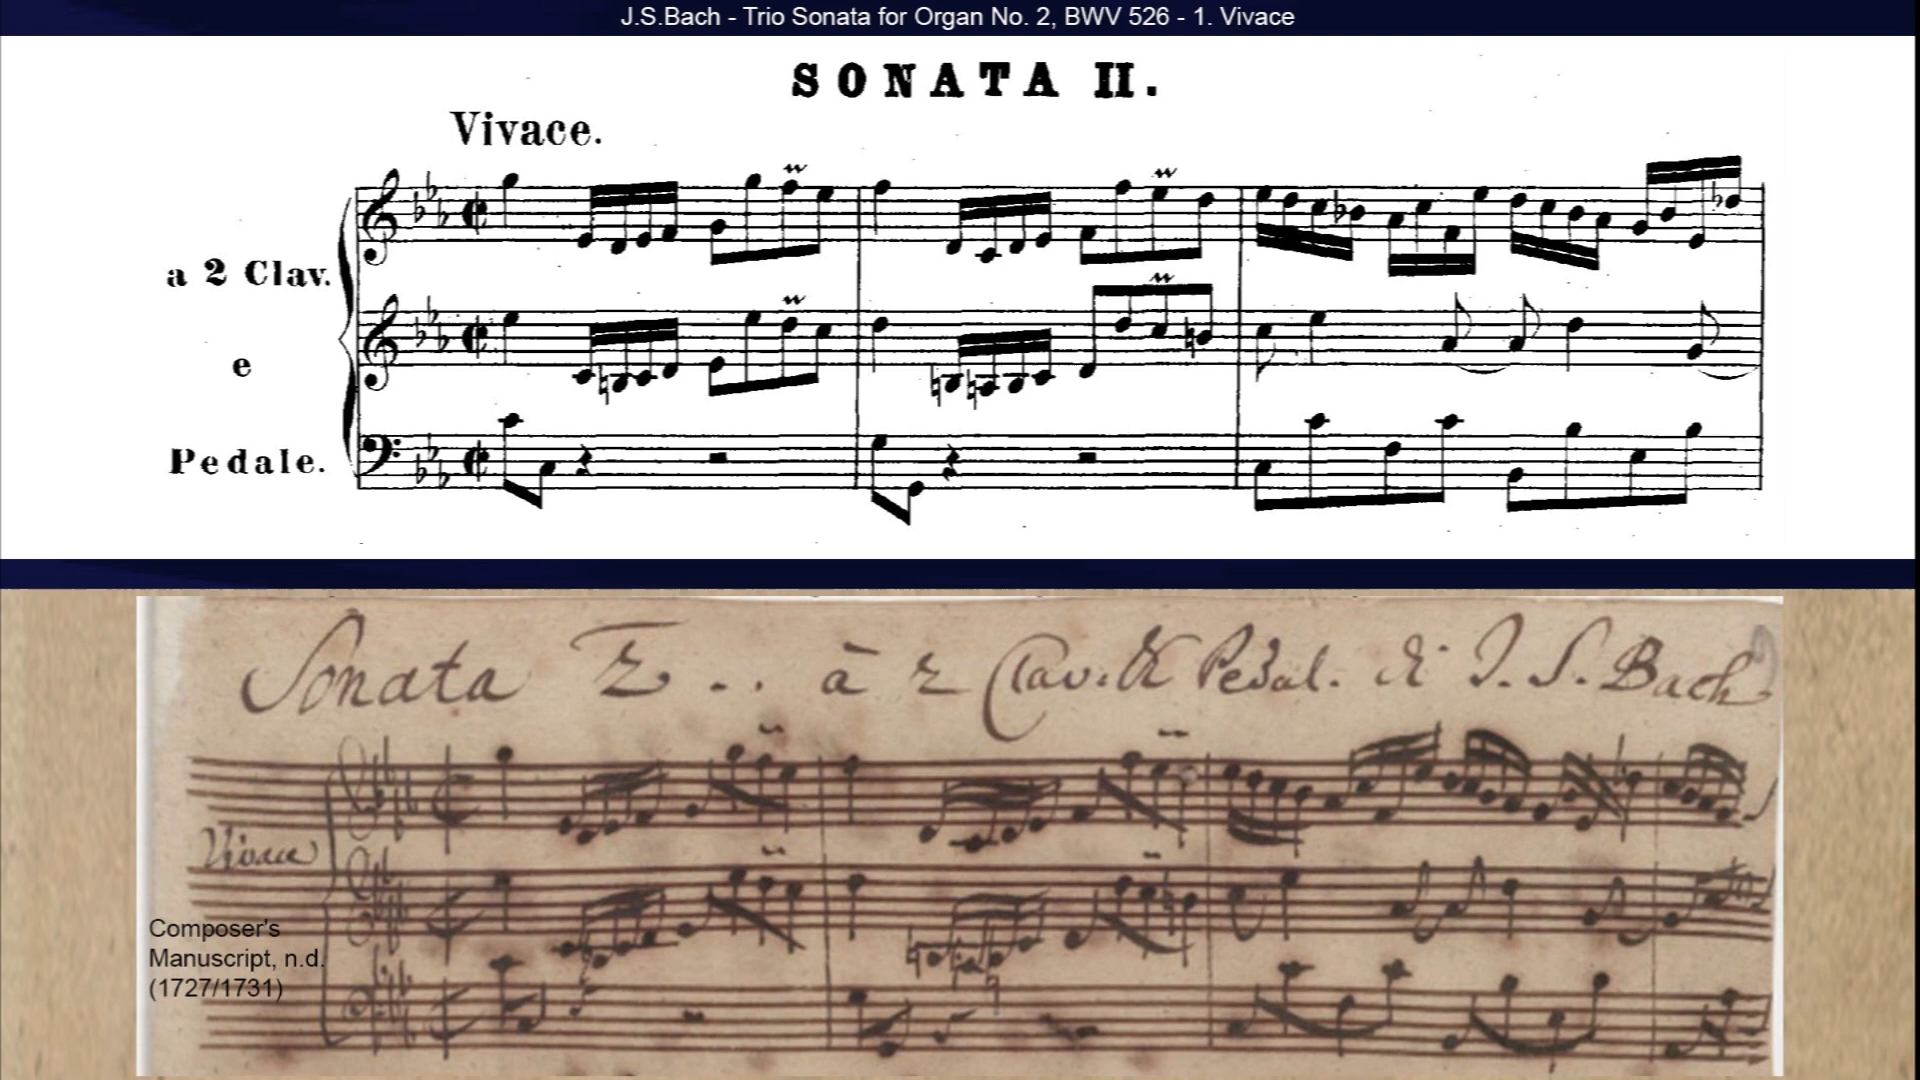 J.S.Bach - Trio Sonata for Organ No. 2, BWV 526 - 1. Vivace
SONATA II.
Vivace.
a 2 Clav.
e
Pedale.
Sonata 2. . à 2 Clav. & Pedal. di J. S. Bach
Vivace
Composer's
Manuscript, n.d.
(1727/1731)